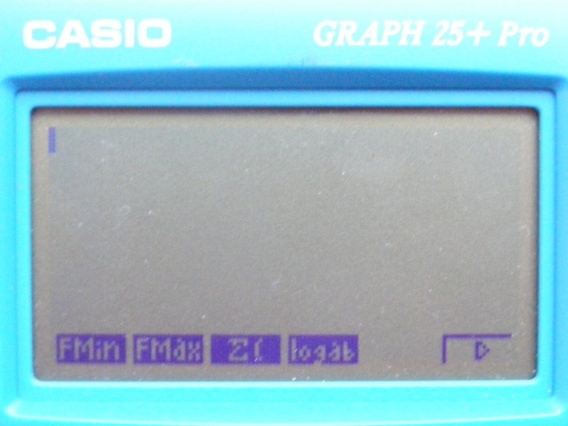 CASIO GRAPH 25+ Pro
FMin FMax Σ( logab ▷